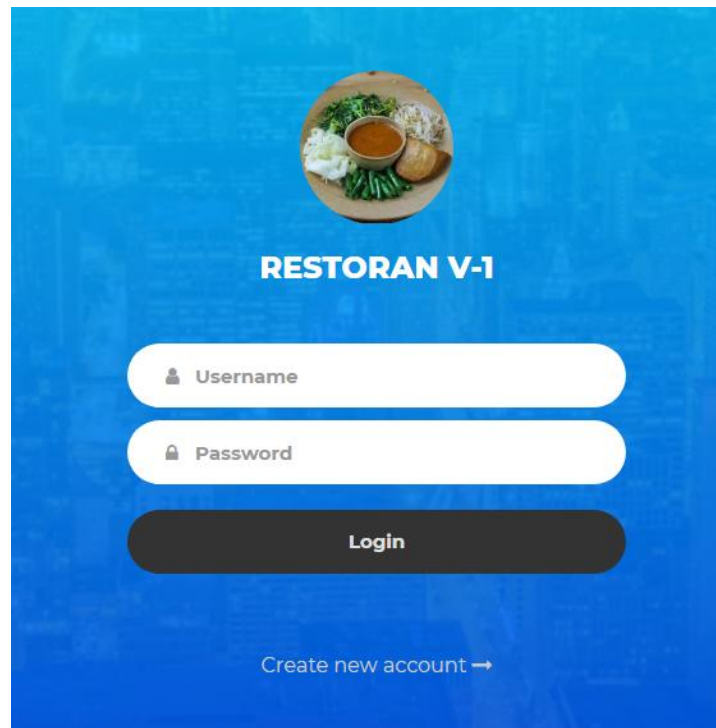 RESTORAN V-1
Username
Password
Login
Create new account →